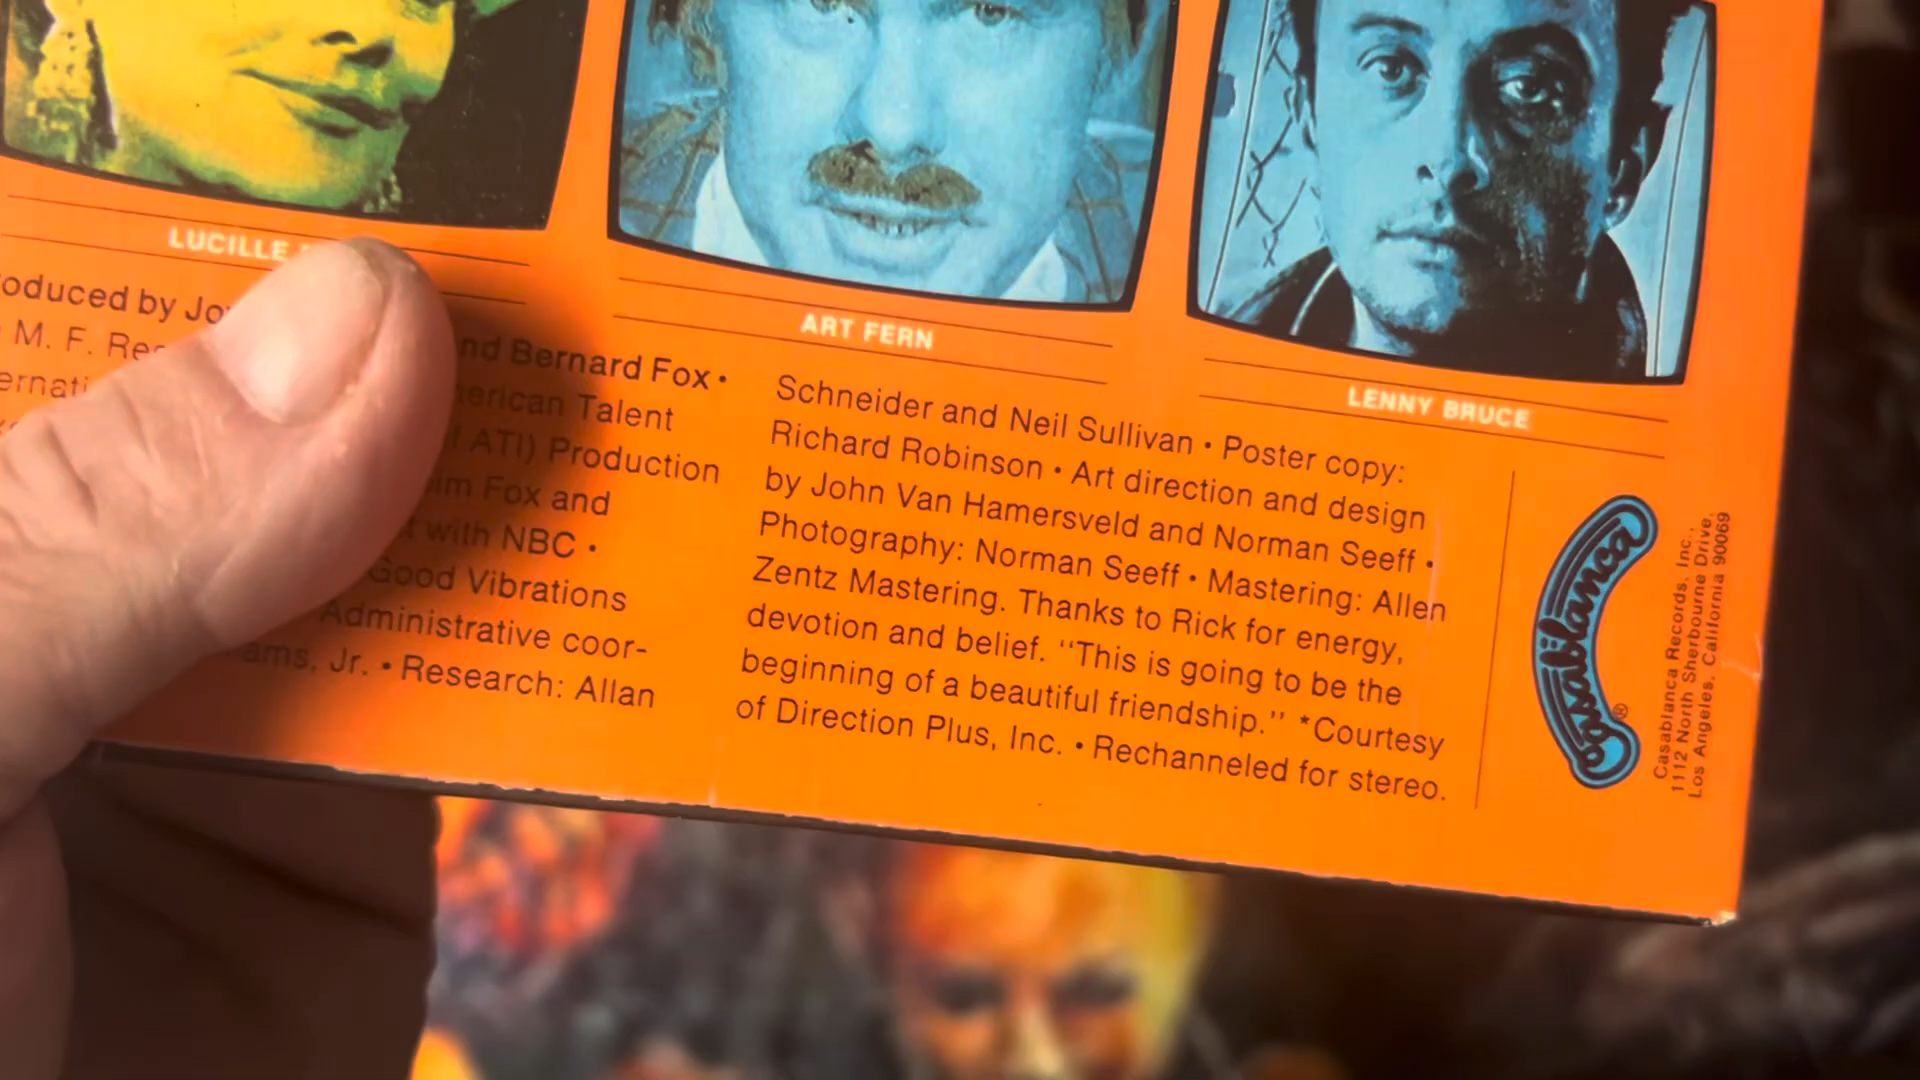 LUCILLE
ART FERN
LENNY BRUCE
oduced by Jo
nd Bernard Fox •
M. F. Re
erican Talent
ernati
ATI) Production
im Fox and
with NBC •
Good Vibrations
Administrative coor-
ams, Jr. • Research: Allan
Schneider and Neil Sullivan • Poster copy:
Richard Robinson • Art direction and design
by John Van Hamersveld and Norman Seeff •
Photography: Norman Seeff • Mastering: Allen
Zentz Mastering. Thanks to Rick for energy,
devotion and belief. "This is going to be the
beginning of a beautiful friendship." *Courtesy
of Direction Plus, Inc. • Rechanneled for stereo.
Casablanca®
Casablanca Records, Inc.,
1112 North Sherbourne Drive,
Los Angeles, California 90069